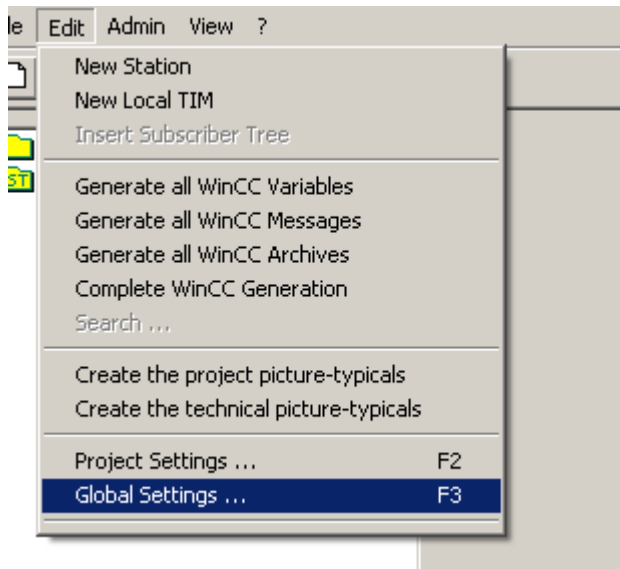 le Edit Admin View ?
New Station
New Local TIM
Insert Subscriber Tree
ST
Generate all WinCC Variables
Generate all WinCC Messages
Generate all WinCC Archives
Complete WinCC Generation
Search ...
Create the project picture-typicals
Create the technical picture-typicals
Project Settings ... F2
Global Settings ... F3